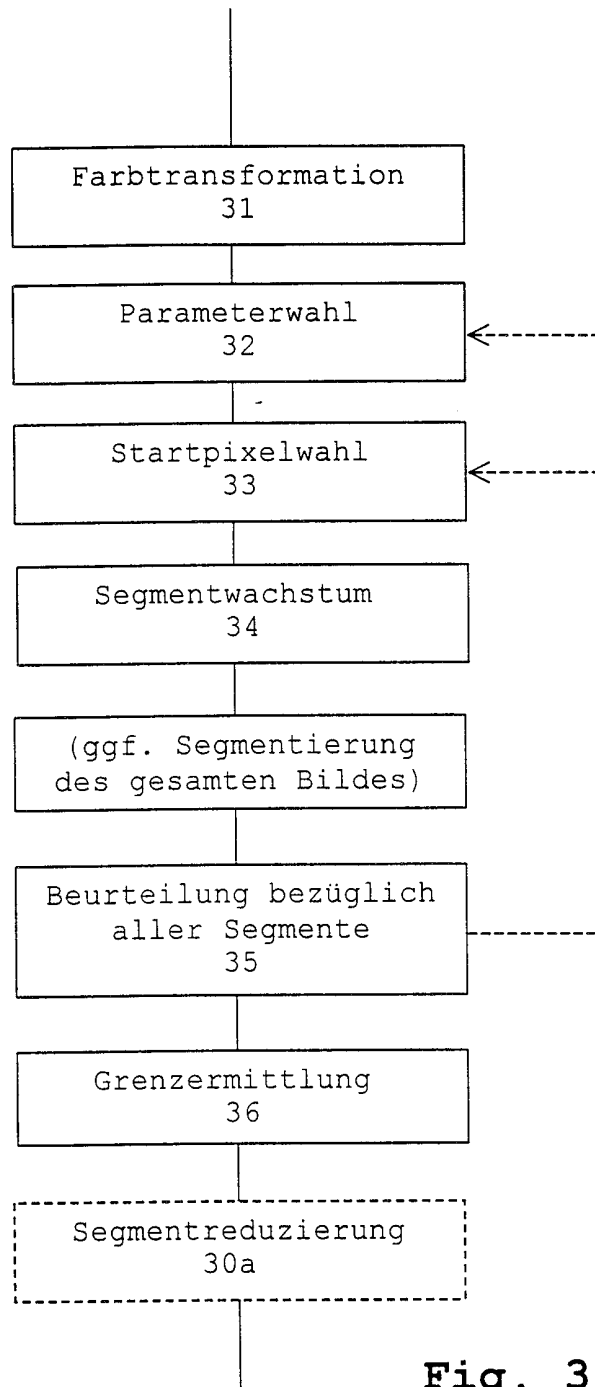 Farbtransformation
31
Parameterwahl
32
Startpixelwahl
33
Segmentwachstum
34
(ggf. Segmentierung
des gesamten Bildes)
Beurteilung bezüglich
aller Segmente
35
Grenzermittlung
36
Segmentreduzierung
30a
Fig. 3